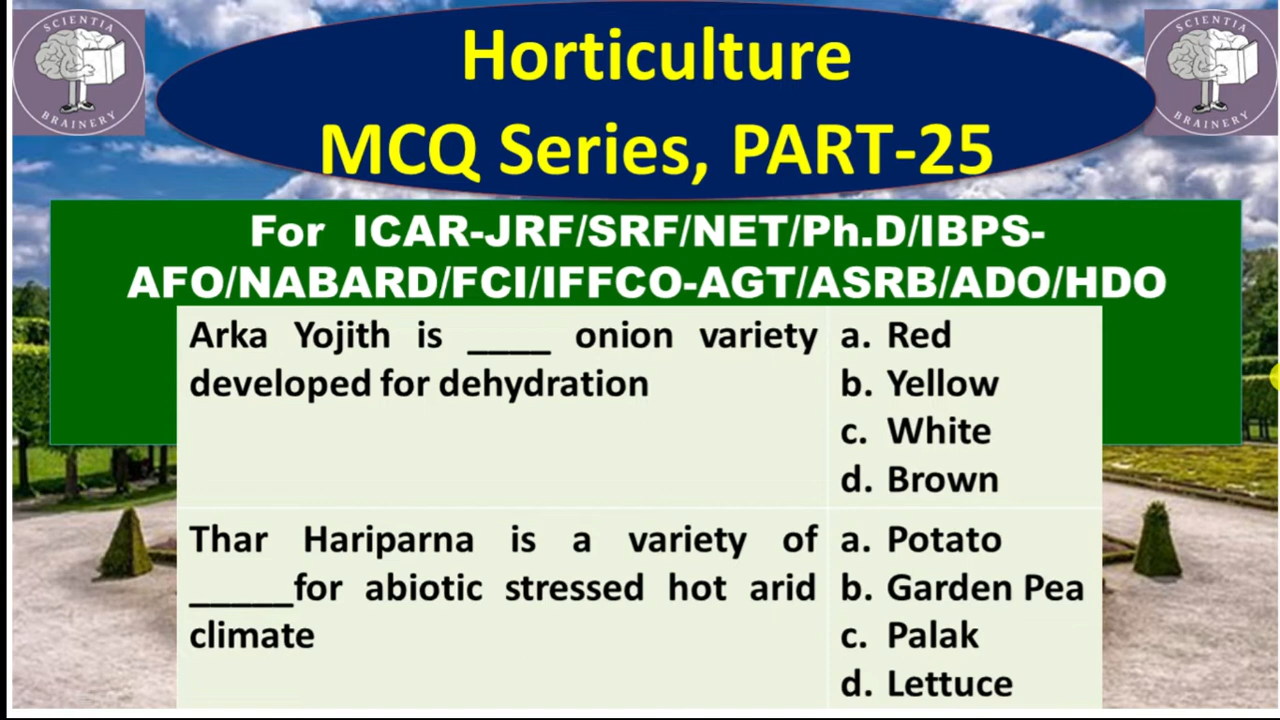 SCIENTIA
BRAINERY
Horticulture
MCQ Series, PART-25
SCIENTIA
BRAINERY
For ICAR-JRF/SRF/NET/Ph.D/IBPS-
AFO/NABARD/FCI/IFFCO-AGT/ASRB/ADO/HDO
Arka Yojith is ____ onion variety
developed for dehydration
a. Red
b. Yellow
c. White
d. Brown
Thar Hariparna is a variety of
_____for abiotic stressed hot arid
climate
a. Potato
b. Garden Pea
c. Palak
d. Lettuce